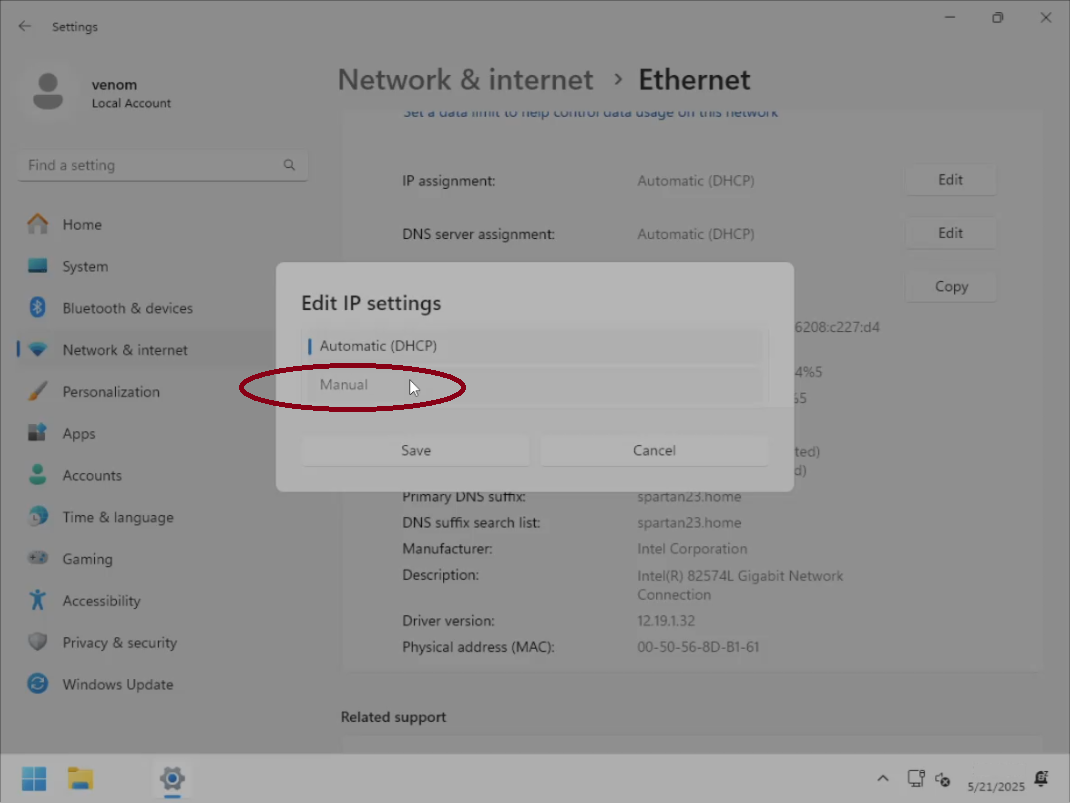 Settings
venom
Local Account
Find a setting
Home
System
Bluetooth & devices
Network & internet
Personalization
Apps
Accounts
Time & language
Gaming
Accessibility
Privacy & security
Windows Update
Network & internet › Ethernet
Set a data limit to help control data usage on this network
IP assignment: Automatic (DHCP) Edit
DNS server assignment: Automatic (DHCP) Edit
Copy
6208:c227:d4
4%5
%5
ted)
d)
Edit IP settings
Automatic (DHCP)
Manual
Save Cancel
Primary DNS suffix: spartan23.home
DNS suffix search list: spartan23.home
Manufacturer: Intel Corporation
Description: Intel(R) 82574L Gigabit Network
Connection
Driver version: 12.19.1.32
Physical address (MAC): 00-50-56-8D-B1-61
Related support
5/21/2025